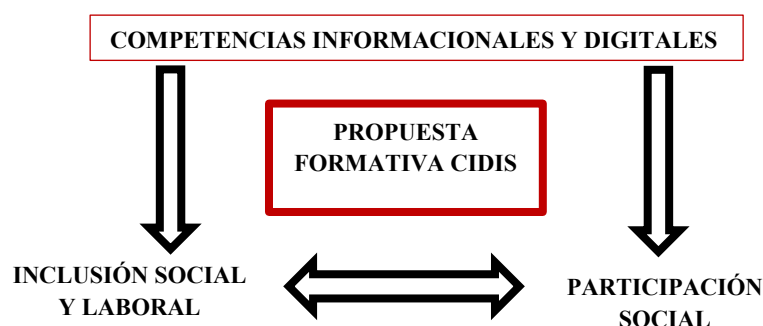 COMPETENCIAS INFORMACIONALES Y DIGITALES
PROPUESTA
FORMATIVA CIDIS
INCLUSIÓN SOCIAL
Y LABORAL
PARTICIPACIÓN
SOCIAL